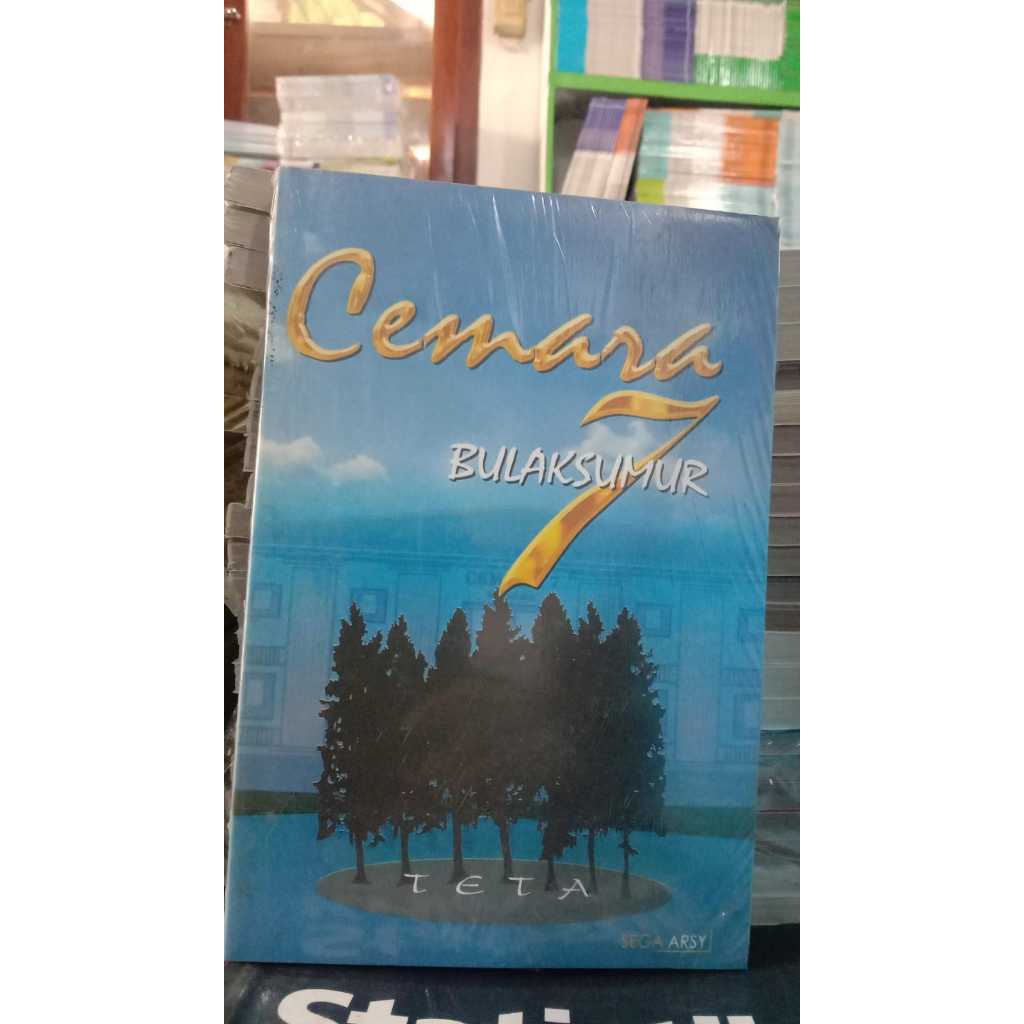 Cemara
7
BULAKSUMUR
TETA
SEGA ARSY